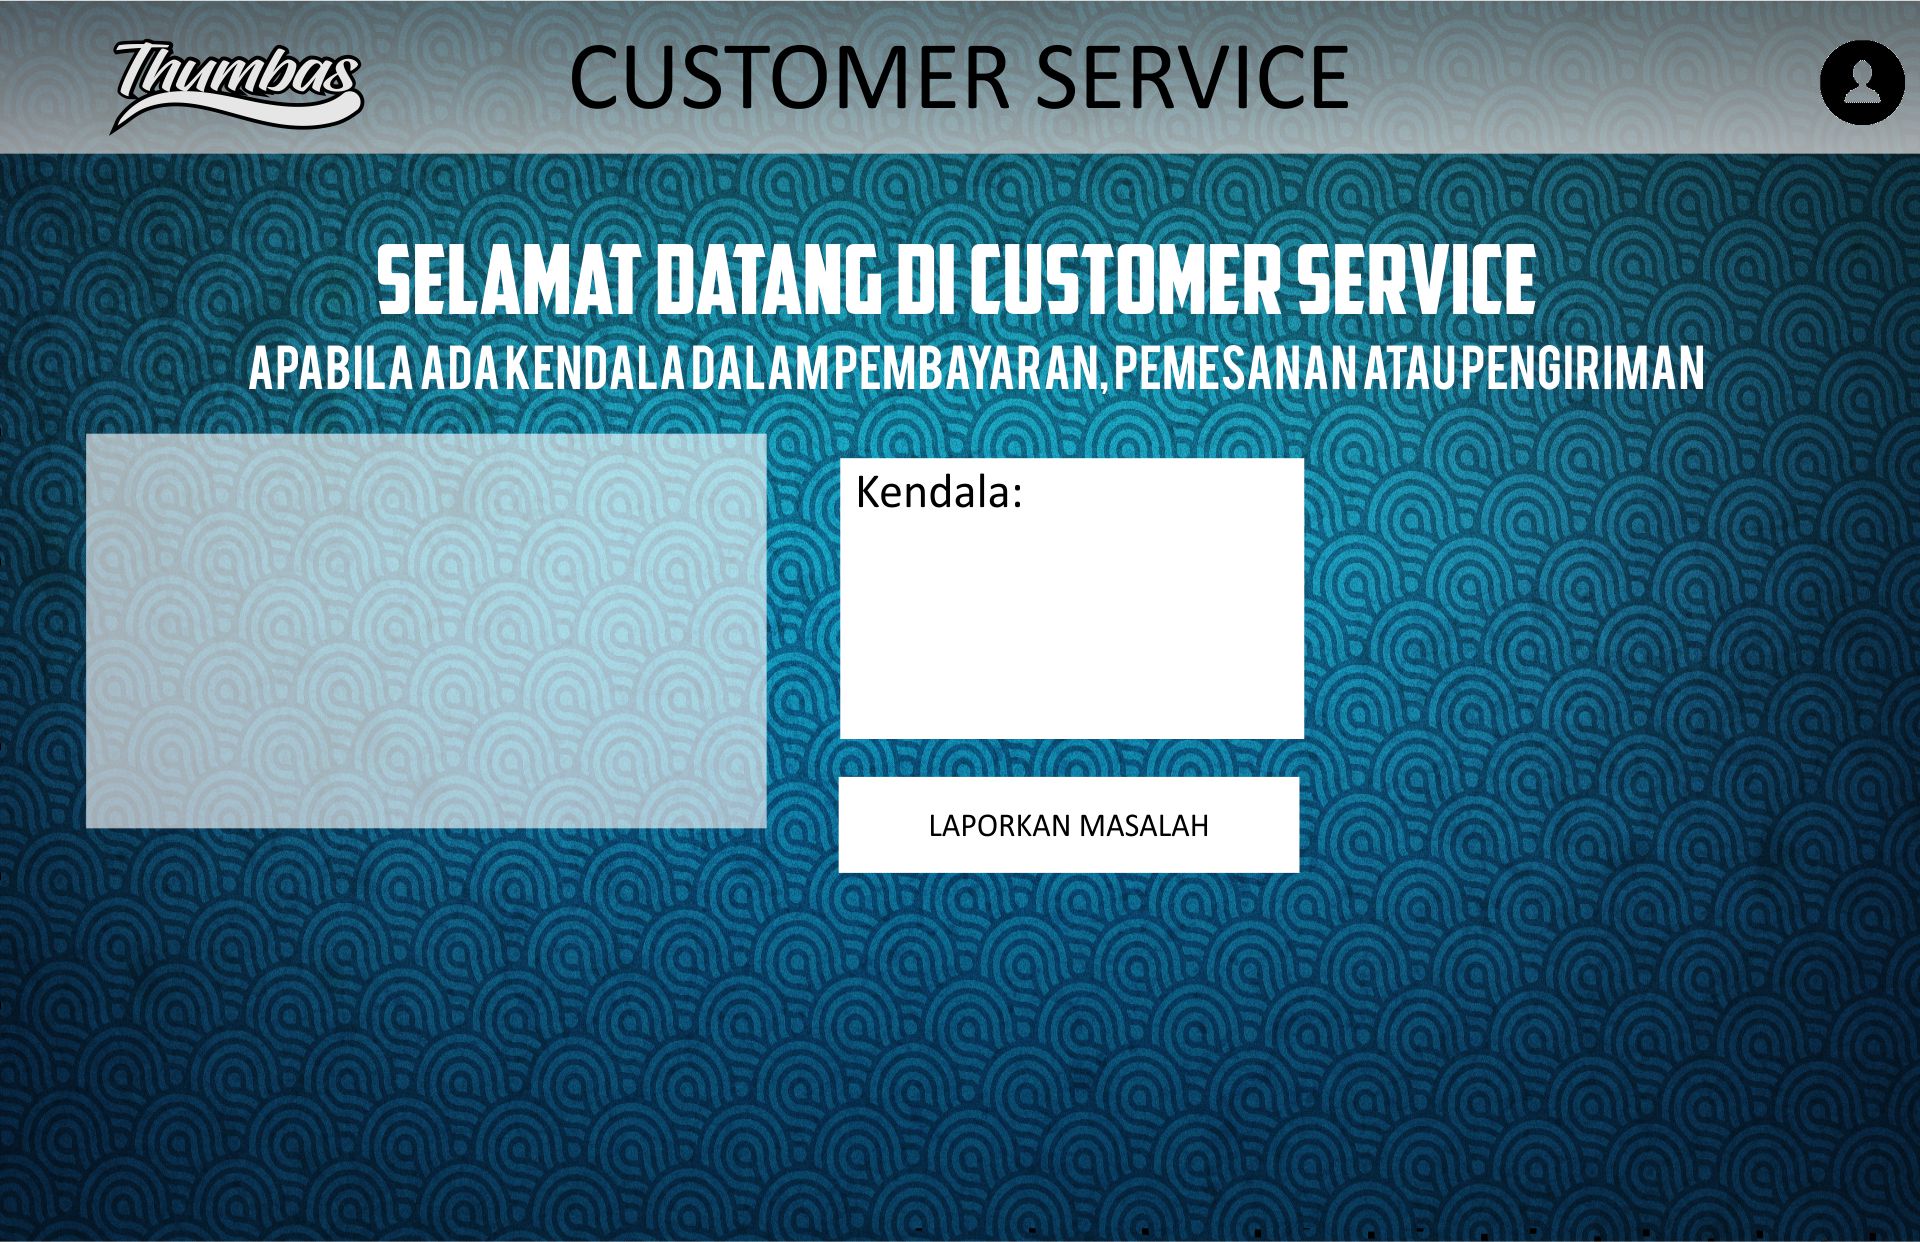 Thumbas
CUSTOMER SERVICE
SELAMAT DATANG DI CUSTOMER SERVICE
APABILA ADA KENDALA DALAM PEMBAYARAN, PEMESANAN ATAU PENGIRIMAN
Kendala:
LAPORKAN MASALAH